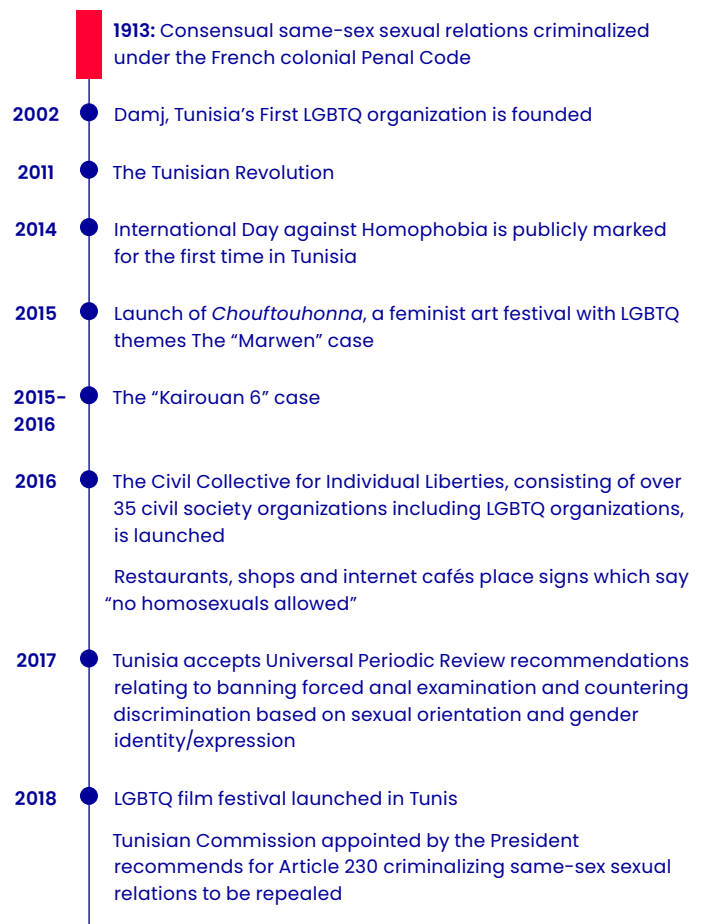 1913: Consensual same-sex sexual relations criminalized
under the French colonial Penal Code
2002
Damj, Tunisia’s First LGBTQ organization is founded
2011
The Tunisian Revolution
2014
International Day against Homophobia is publicly marked
for the first time in Tunisia
2015
Launch of Chouftouhonna, a feminist art festival with LGBTQ
themes The “Marwen” case
2015-
2016
The “Kairouan 6” case
2016
The Civil Collective for Individual Liberties, consisting of over
35 civil society organizations including LGBTQ organizations,
is launched
Restaurants, shops and internet cafés place signs which say
“no homosexuals allowed”
2017
Tunisia accepts Universal Periodic Review recommendations
relating to banning forced anal examination and countering
discrimination based on sexual orientation and gender
identity/expression
2018
LGBTQ film festival launched in Tunis
Tunisian Commission appointed by the President
recommends for Article 230 criminalizing same-sex sexual
relations to be repealed